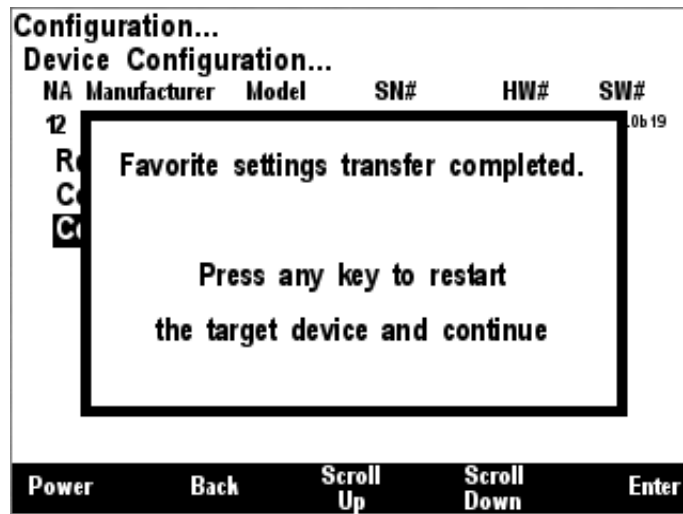 Configuration...
Device Configuration...
NA Manufacturer Model SN# HW# SW#
12 .0b19
Favorite settings transfer completed.
Press any key to restart
the target device and continue
Power Back Scroll Up Scroll Down Enter